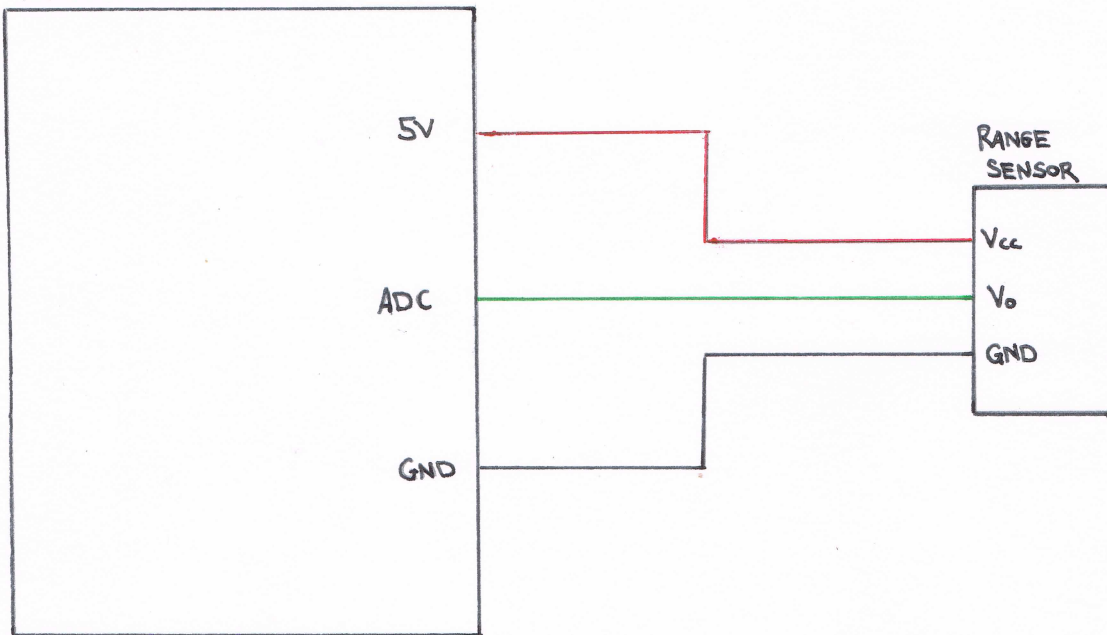 5V
ADC
GND
RANGE
SENSOR
Vcc
Vo
GND